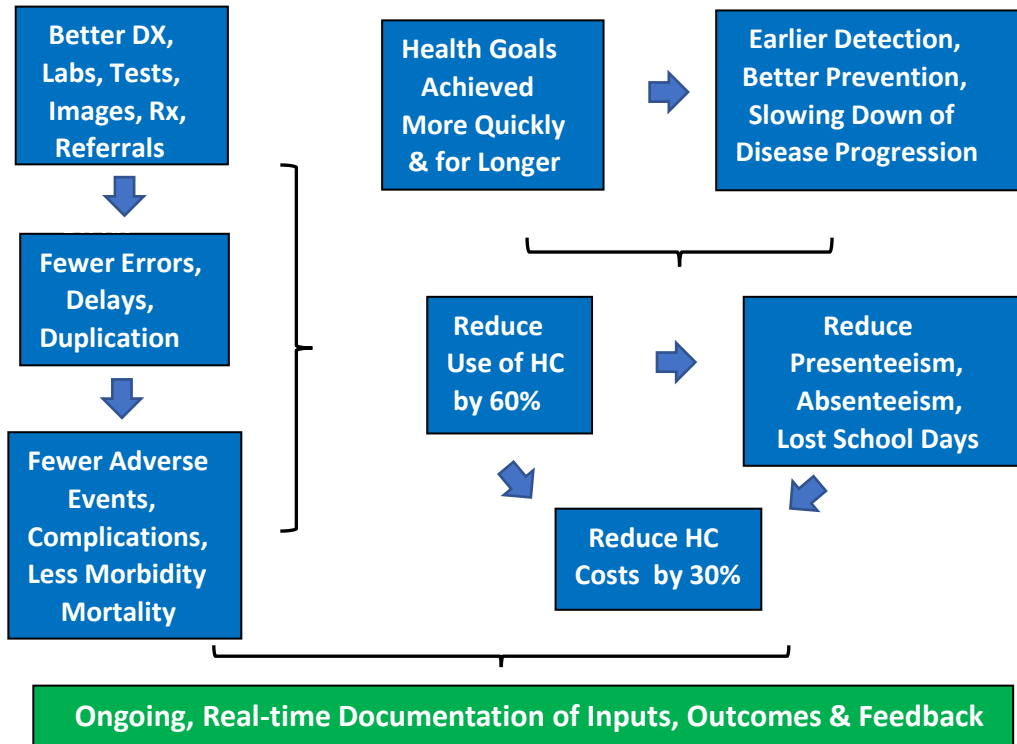 Better DX,
Labs, Tests,
Images, Rx,
Referrals
Fewer Errors,
Delays,
Duplication
Fewer Adverse
Events,
Complications,
Less Morbidity
Mortality
Health Goals
Achieved
More Quickly
& for Longer
Earlier Detection,
Better Prevention,
Slowing Down of
Disease Progression
Reduce
Use of HC
by 60%
Reduce
Presenteeism,
Absenteeism,
Lost School Days
Reduce HC
Costs by 30%
Ongoing, Real-time Documentation of Inputs, Outcomes & Feedback